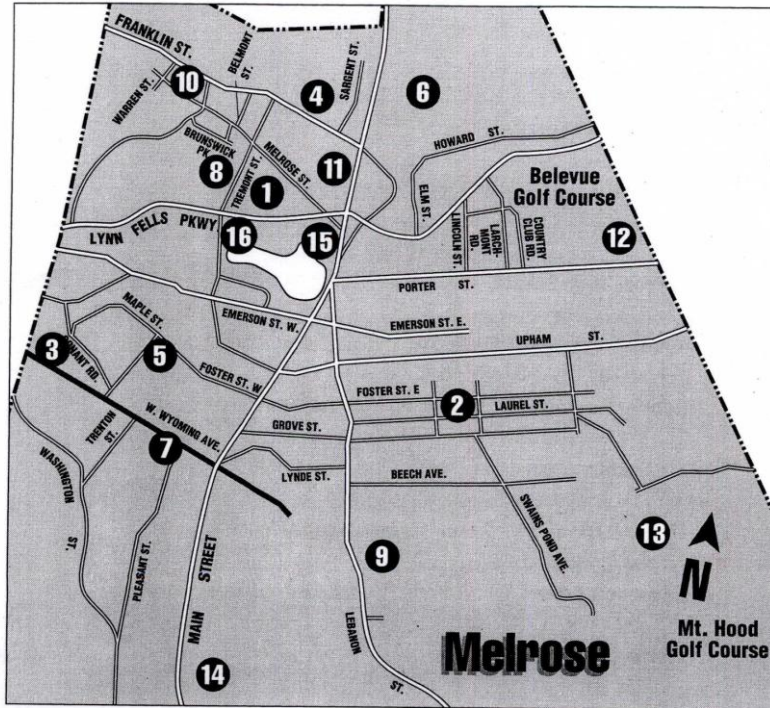 FRANKLIN ST.
BELMONT ST.
WARREN ST.
10
4
SARGENT ST.
6
BRUNSWICK PK.
8
MELROSE ST.
11
TREMONT ST.
1
HOWARD ST.
ELM ST.
Belevue
Golf Course
LYNN FELLS PKWY.
16
15
LINCOLN ST.
LARCH-
MONT
RD.
COUNTRY
CLUB RD.
12
PORTER ST.
MAPLE ST.
EMERSON ST. W.
EMERSON ST. E.
UPHAM ST.
3
RD.
5
FOSTER ST. W.
FOSTER ST. E
2
LAUREL ST.
TRENTON
ST.
W. WYOMING AVE.
7
GROVE ST.
LYNDE ST.
BEECH AVE.
WASHINGTON ST.
PLEASANT ST.
MAIN STREET
9
SWAINS POND AVE.
13
N
LEBANON ST.
14
Melrose
Mt. Hood
Golf Course